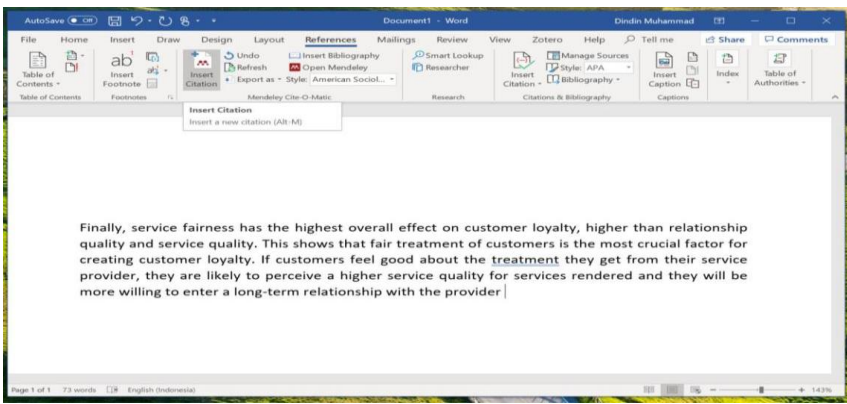 AutoSave Off Document1 - Word Dindin Muhammad
File Home Insert Draw Design Layout References Mailings Review View Zotero Help Tell me Share Comments
Table of Contents
Insert Footnote
Insert Citation
Undo
Refresh
Export as
Insert Bibliography
Open Mendeley
Style: American Sociol...
Smart Lookup
Researcher
Insert Citation
Manage Sources
Style: APA
Bibliography
Insert Caption
Index
Table of Authorities
Table of Contents Footnotes Mendeley Cite-O-Matic Research Citations & Bibliography Captions
Insert Citation
Insert a new citation (Alt-M)
Finally, service fairness has the highest overall effect on customer loyalty, higher than relationship
quality and service quality. This shows that fair treatment of customers is the most crucial factor for
creating customer loyalty. If customers feel good about the treatment they get from their service
provider, they are likely to perceive a higher service quality for services rendered and they will be
more willing to enter a long-term relationship with the provider
Page 1 of 1 73 words English (Indonesia) 143%